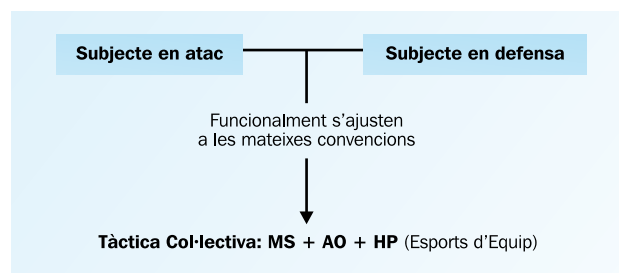 Subjecte en atac
Subjecte en defensa
Funcionalment s'ajusten
a les mateixes convencions
Tàctica Col·lectiva: MS + AO + HP (Esports d'Equip)